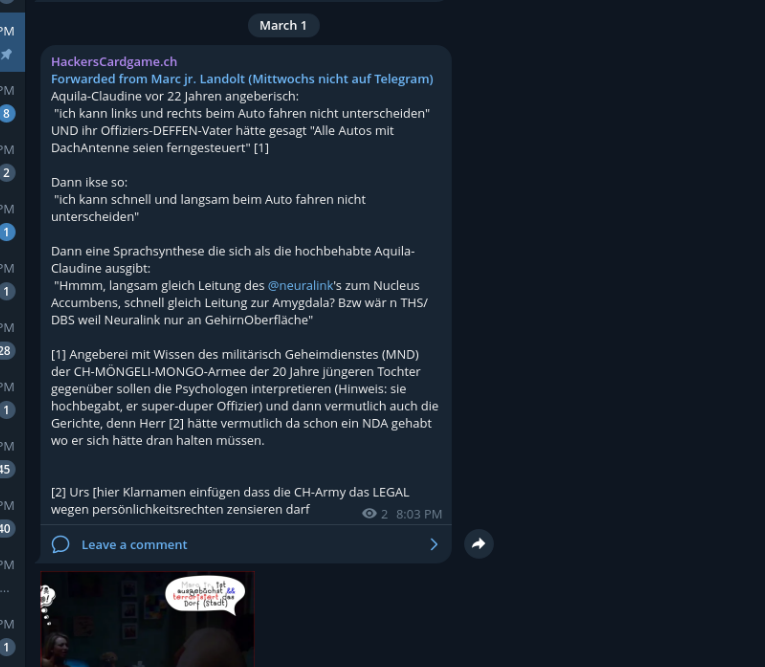 PM
March 1
HackersCardgame.ch
Forwarded from Marc jr. Landolt (Mittwochs nicht auf Telegram)
Aquila-Claudine vor 22 Jahren angeberisch:
"ich kann links und rechts beim Auto fahren nicht unterscheiden"
UND ihr Offiziers-DEFFEN-Vater hätte gesagt "Alle Autos mit
DachAntenne seien ferngesteuert" [1]
Dann ikse so:
"ich kann schnell und langsam beim Auto fahren nicht
unterscheiden"
Dann eine Sprachsynthese die sich als die hochbehabte Aquila-
Claudine ausgibt:
"Hmmm, langsam gleich Leitung des @neuralink's zum Nucleus
Accumbens, schnell gleich Leitung zur Amygdala? Bzw wär n THS/
DBS weil Neuralink nur an GehirnOberfläche"
[1] Angeberei mit Wissen des militärisch Geheimdienstes (MND)
der CH-MÖNGELI-MONGO-Armee der 20 Jahre jüngeren Tochter
gegenüber sollen die Psychologen interpretieren (Hinweis: sie
hochbegabt, er super-duper Offizier) und dann vermutlich auch die
Gerichte, denn Herr [2] hätte vermutlich da schon ein NDA gehabt
wo er sich hätte dran halten müssen.
[2] Urs [hier Klarnamen einfügen dass die CH-Army das LEGAL
wegen persönlichkeitsrechten zensieren darf
2 8:03 PM
Leave a comment
PM
8
PM
2
PM
1
PM
1
PM
28
PM
1
PM
45
PM
40
PM
...
PM
1
ist
ausgebüchst &&
terrorisiert das
Dorf (Stadt)